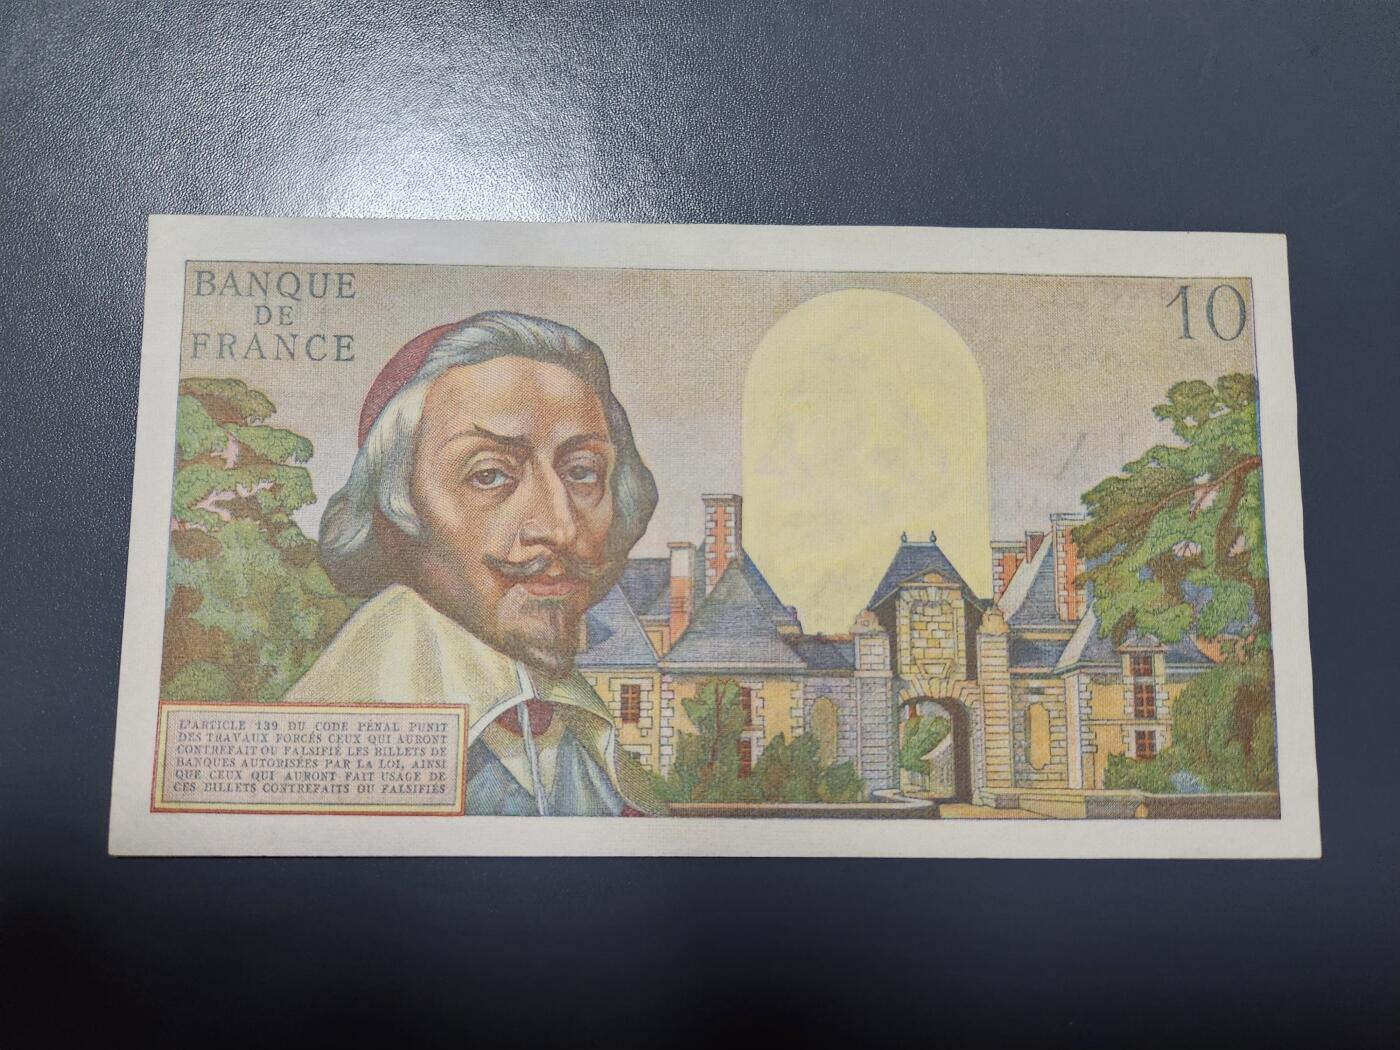 BANQUE
DE
FRANCE
10
L'ARTICLE 139 DU CODE PÉNAL PUNIT
DES TRAVAUX FORCÉS CEUX QUI AURONT
CONTREFAIT OU FALSIFIÉ LES BILLETS DE
BANQUES AUTORISÉES PAR LA LOI, AINSI
QUE CEUX QUI AURONT FAIT USAGE DE
CES BILLETS CONTREFAITS OU FALSIFIÉS